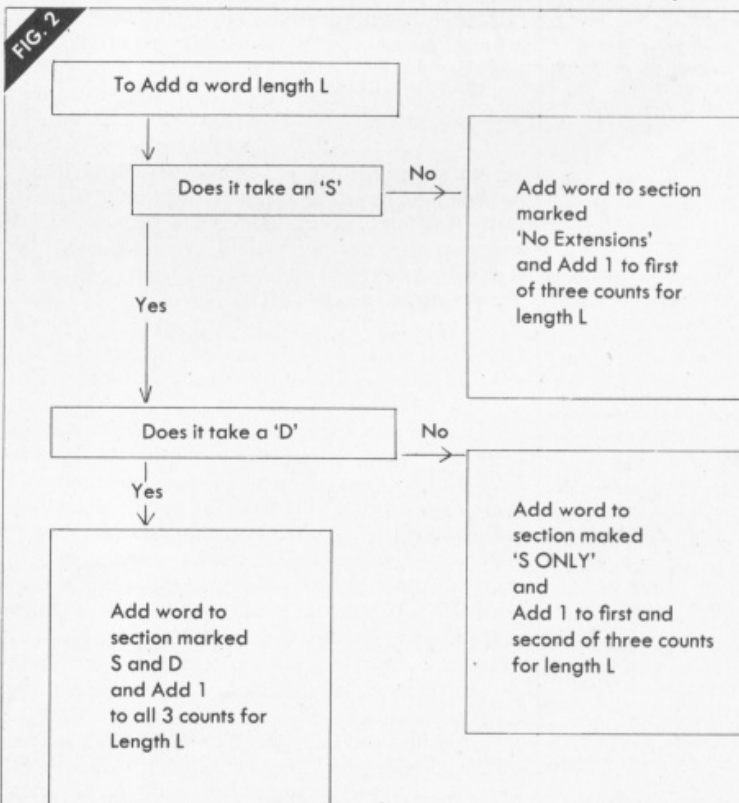 FIG. 2
To Add a word length L
Does it take an 'S'
No
Add word to section
marked
'No Extensions'
and Add 1 to first
of three counts for
length L
Yes
Does it take a 'D'
No
Add word to
section maked
'S ONLY'
and
Add 1 to first and
second of three counts
for length L
Yes
Add word to
section marked
S and D
and Add 1
to all 3 counts for
Length L